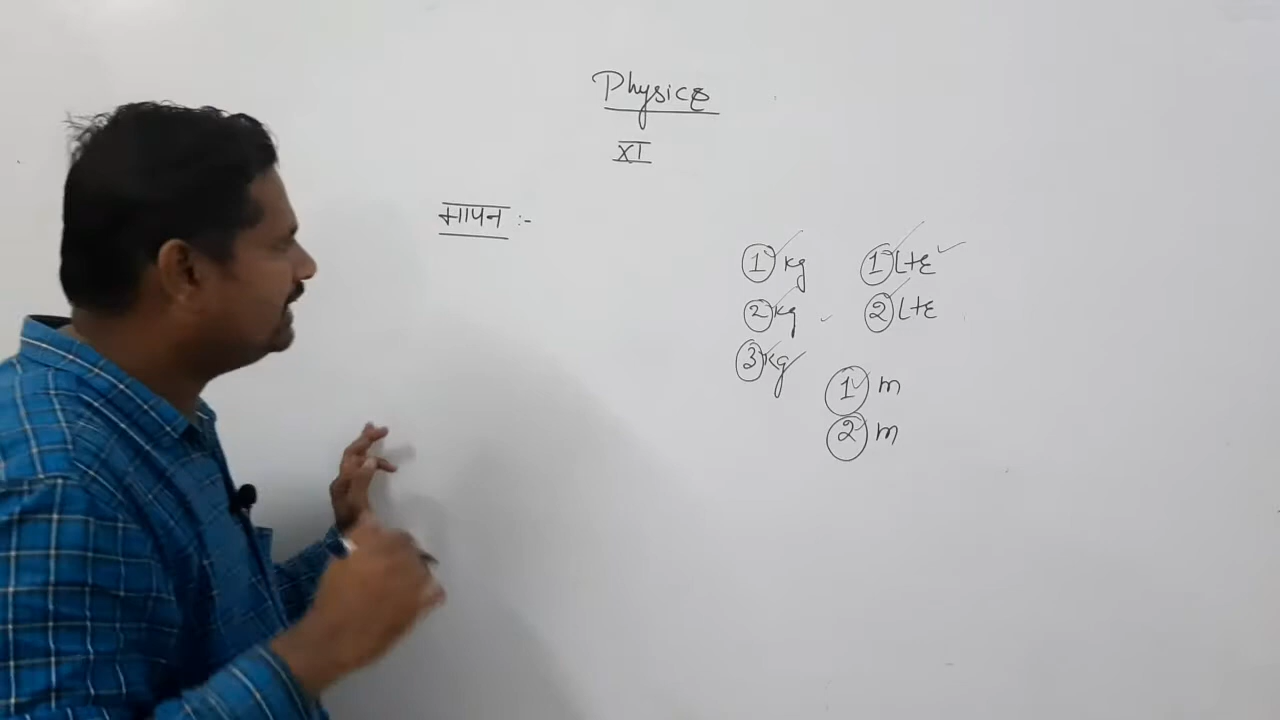 Physics
XI
मापन :-
1 kg 1 Ltr
2 kg 2 Ltr
3 kg
1 m
2 m